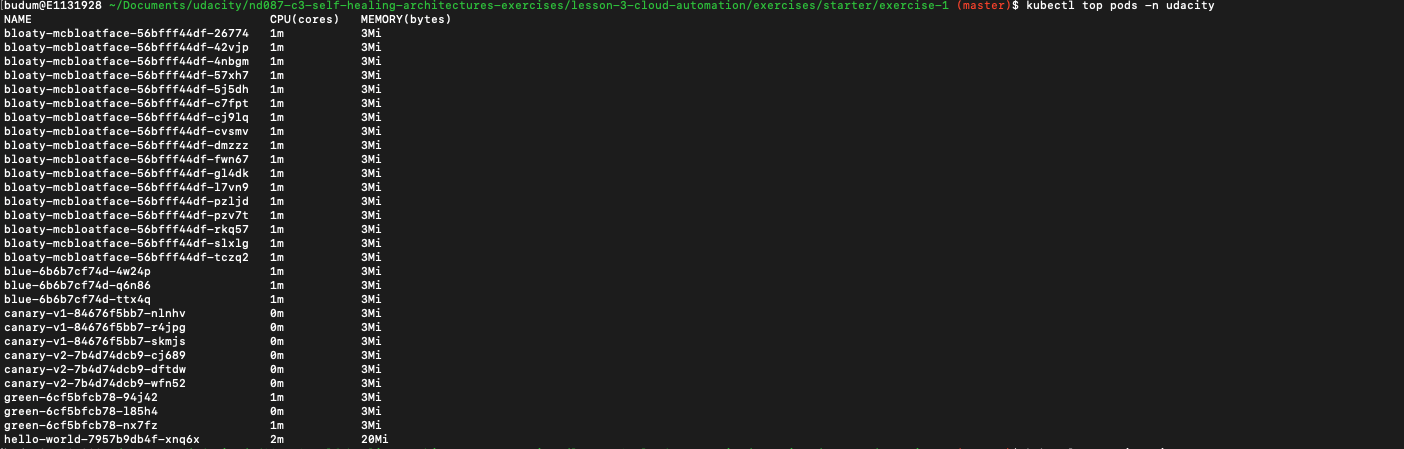 [budum@E1131928 ~/Documents/udacity/nd087-c3-self-healing-architectures-exercises/lesson-3-cloud-automation/exercises/starter/exercise-1 (master)$ kubectl top pods -n udacity
NAME CPU(cores) MEMORY(bytes)
bloaty-mcbloatface-56bfff44df-26774 1m 3Mi
bloaty-mcbloatface-56bfff44df-42vjp 1m 3Mi
bloaty-mcbloatface-56bfff44df-4nbgm 1m 3Mi
bloaty-mcbloatface-56bfff44df-57xh7 1m 3Mi
bloaty-mcbloatface-56bfff44df-5j5dh 1m 3Mi
bloaty-mcbloatface-56bfff44df-c7fpt 1m 3Mi
bloaty-mcbloatface-56bfff44df-cj9lq 1m 3Mi
bloaty-mcbloatface-56bfff44df-cvsmv 1m 3Mi
bloaty-mcbloatface-56bfff44df-dmzzz 1m 3Mi
bloaty-mcbloatface-56bfff44df-fwn67 1m 3Mi
bloaty-mcbloatface-56bfff44df-gl4dk 1m 3Mi
bloaty-mcbloatface-56bfff44df-l7vn9 1m 3Mi
bloaty-mcbloatface-56bfff44df-pzljd 1m 3Mi
bloaty-mcbloatface-56bfff44df-pzv7t 1m 3Mi
bloaty-mcbloatface-56bfff44df-rkq57 1m 3Mi
bloaty-mcbloatface-56bfff44df-slxlg 1m 3Mi
bloaty-mcbloatface-56bfff44df-tczq2 1m 3Mi
blue-6b6b7cf74d-4w24p 1m 3Mi
blue-6b6b7cf74d-q6n86 1m 3Mi
blue-6b6b7cf74d-ttx4q 1m 3Mi
canary-v1-84676f5bb7-nlnhv 0m 3Mi
canary-v1-84676f5bb7-r4jpg 0m 3Mi
canary-v1-84676f5bb7-skmjs 0m 3Mi
canary-v2-7b4d74dcb9-cj689 0m 3Mi
canary-v2-7b4d74dcb9-dftdw 0m 3Mi
canary-v2-7b4d74dcb9-wfn52 0m 3Mi
green-6cf5bfcb78-94j42 1m 3Mi
green-6cf5bfcb78-l85h4 0m 3Mi
green-6cf5bfcb78-nx7fz 1m 3Mi
hello-world-7957b9db4f-xnq6x 2m 20Mi